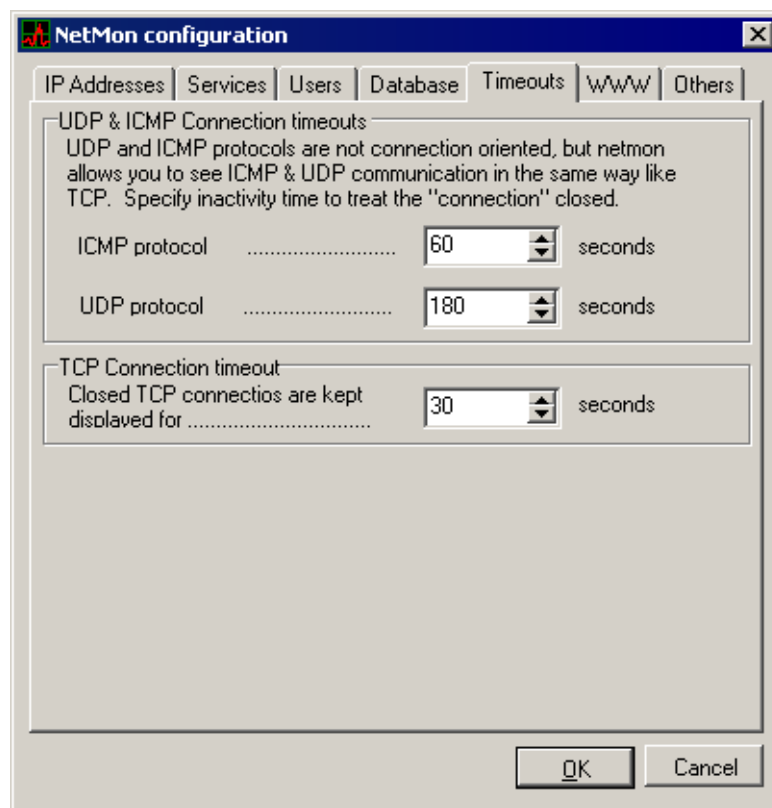 NetMon configuration
IP Addresses Services Users Database Timeouts WWW Others
UDP & ICMP Connection timeouts
UDP and ICMP protocols are not connection oriented, but netmon
allows you to see ICMP & UDP communication in the same way like
TCP. Specify inactivity time to treat the "connection" closed.
ICMP protocol .......................... 60 seconds
UDP protocol .......................... 180 seconds
TCP Connection timeout
Closed TCP connectios are kept
displayed for ................................ 30 seconds
OK Cancel